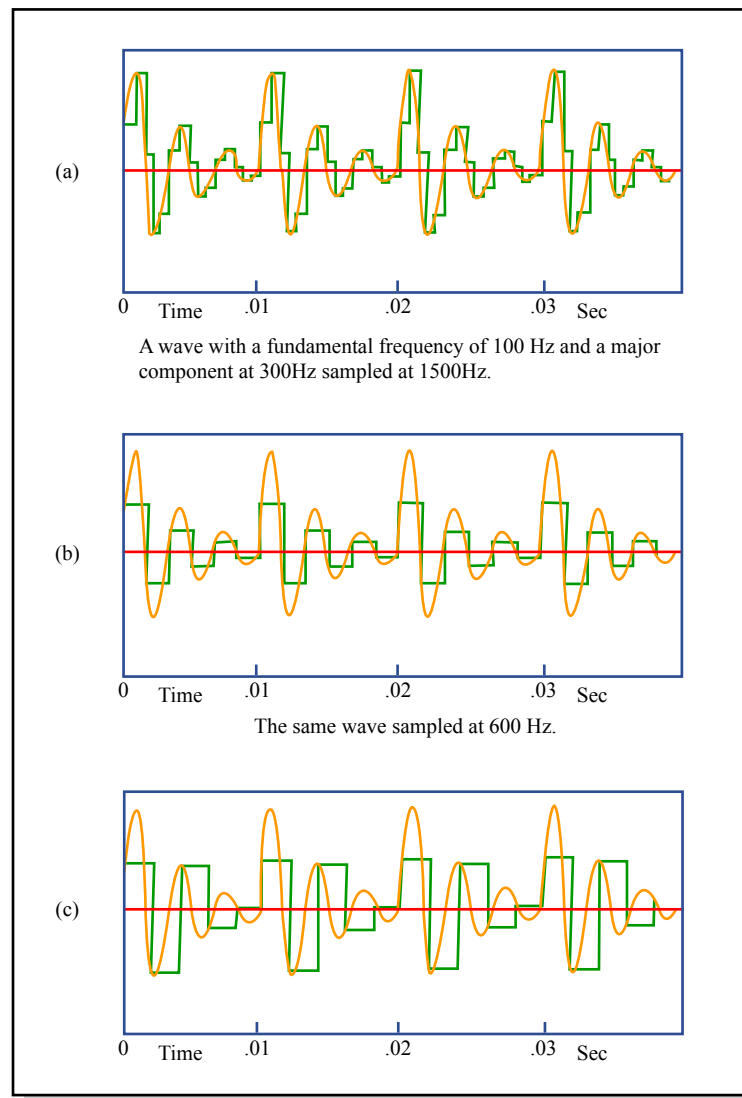 (a)
0 Time .01 .02 .03 Sec
A wave with a fundamental frequency of 100 Hz and a major
component at 300Hz sampled at 1500Hz.
(b)
0 Time .01 .02 .03 Sec
The same wave sampled at 600 Hz.
(c)
0 Time .01 .02 .03 Sec